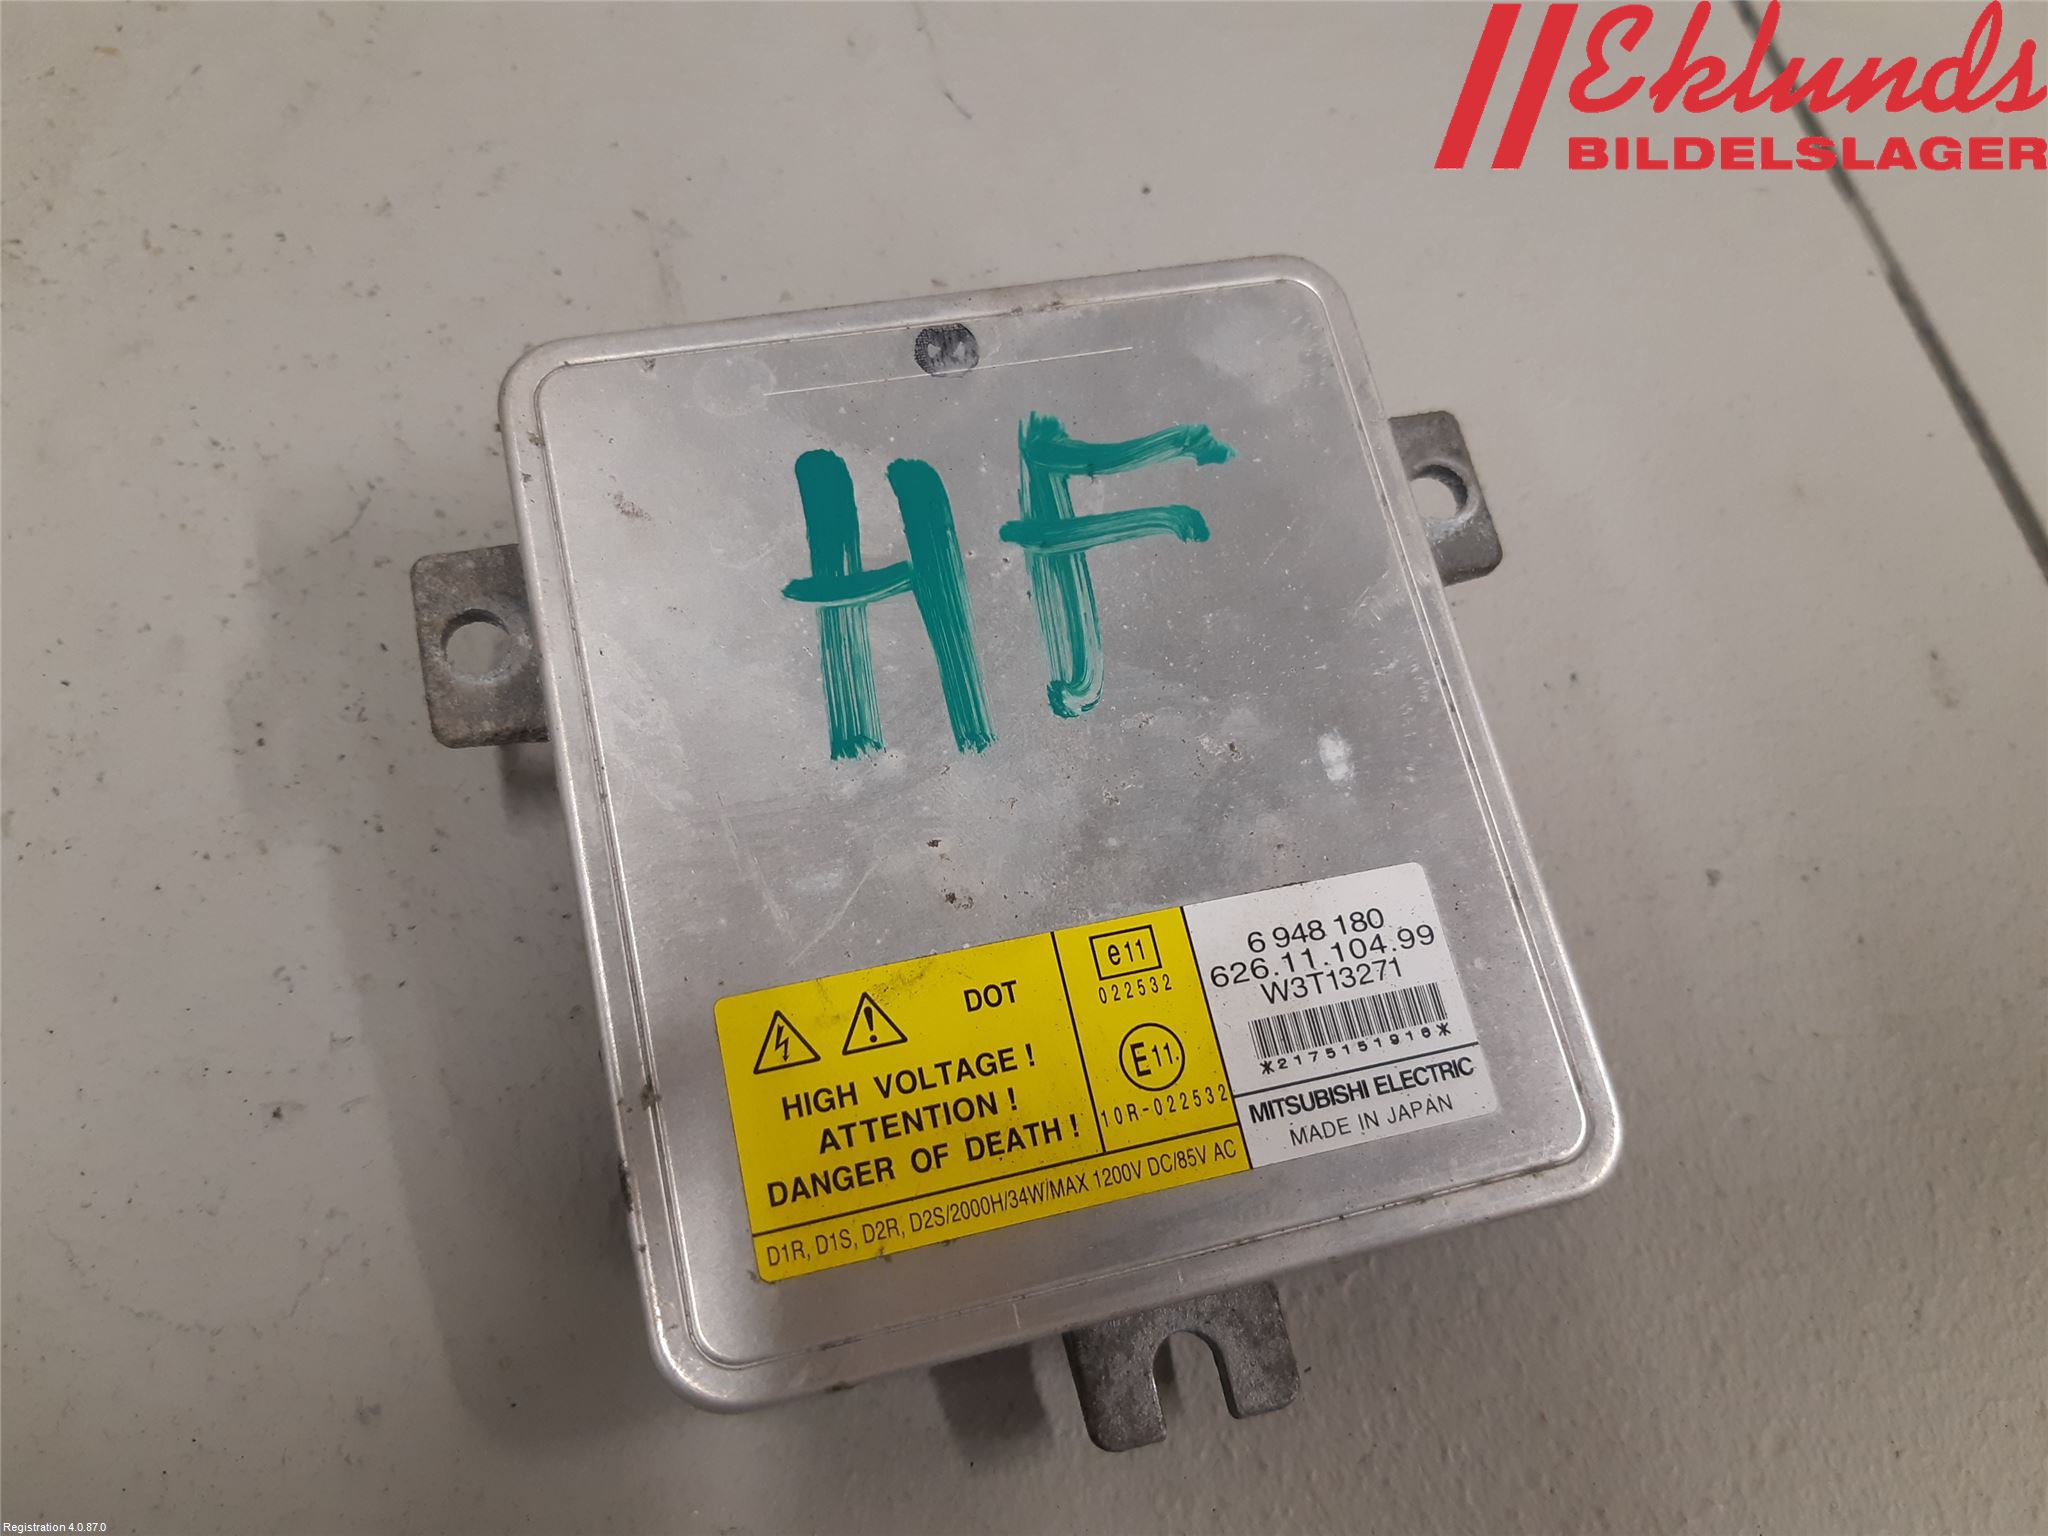 Eklunds
BILDELSLAGER
HF
DOT
HIGH VOLTAGE !
ATTENTION !
DANGER OF DEATH !
e11
022532
E11.
10R-022532
D1R, D1S, D2R, D2S/2000H/34W/MAX 1200V DC/85V AC
6 948 180
626.11.104.99
W3T13271
*2175151916*
MITSUBISHI ELECTRIC
MADE IN JAPAN
Registration 4.0.87.0